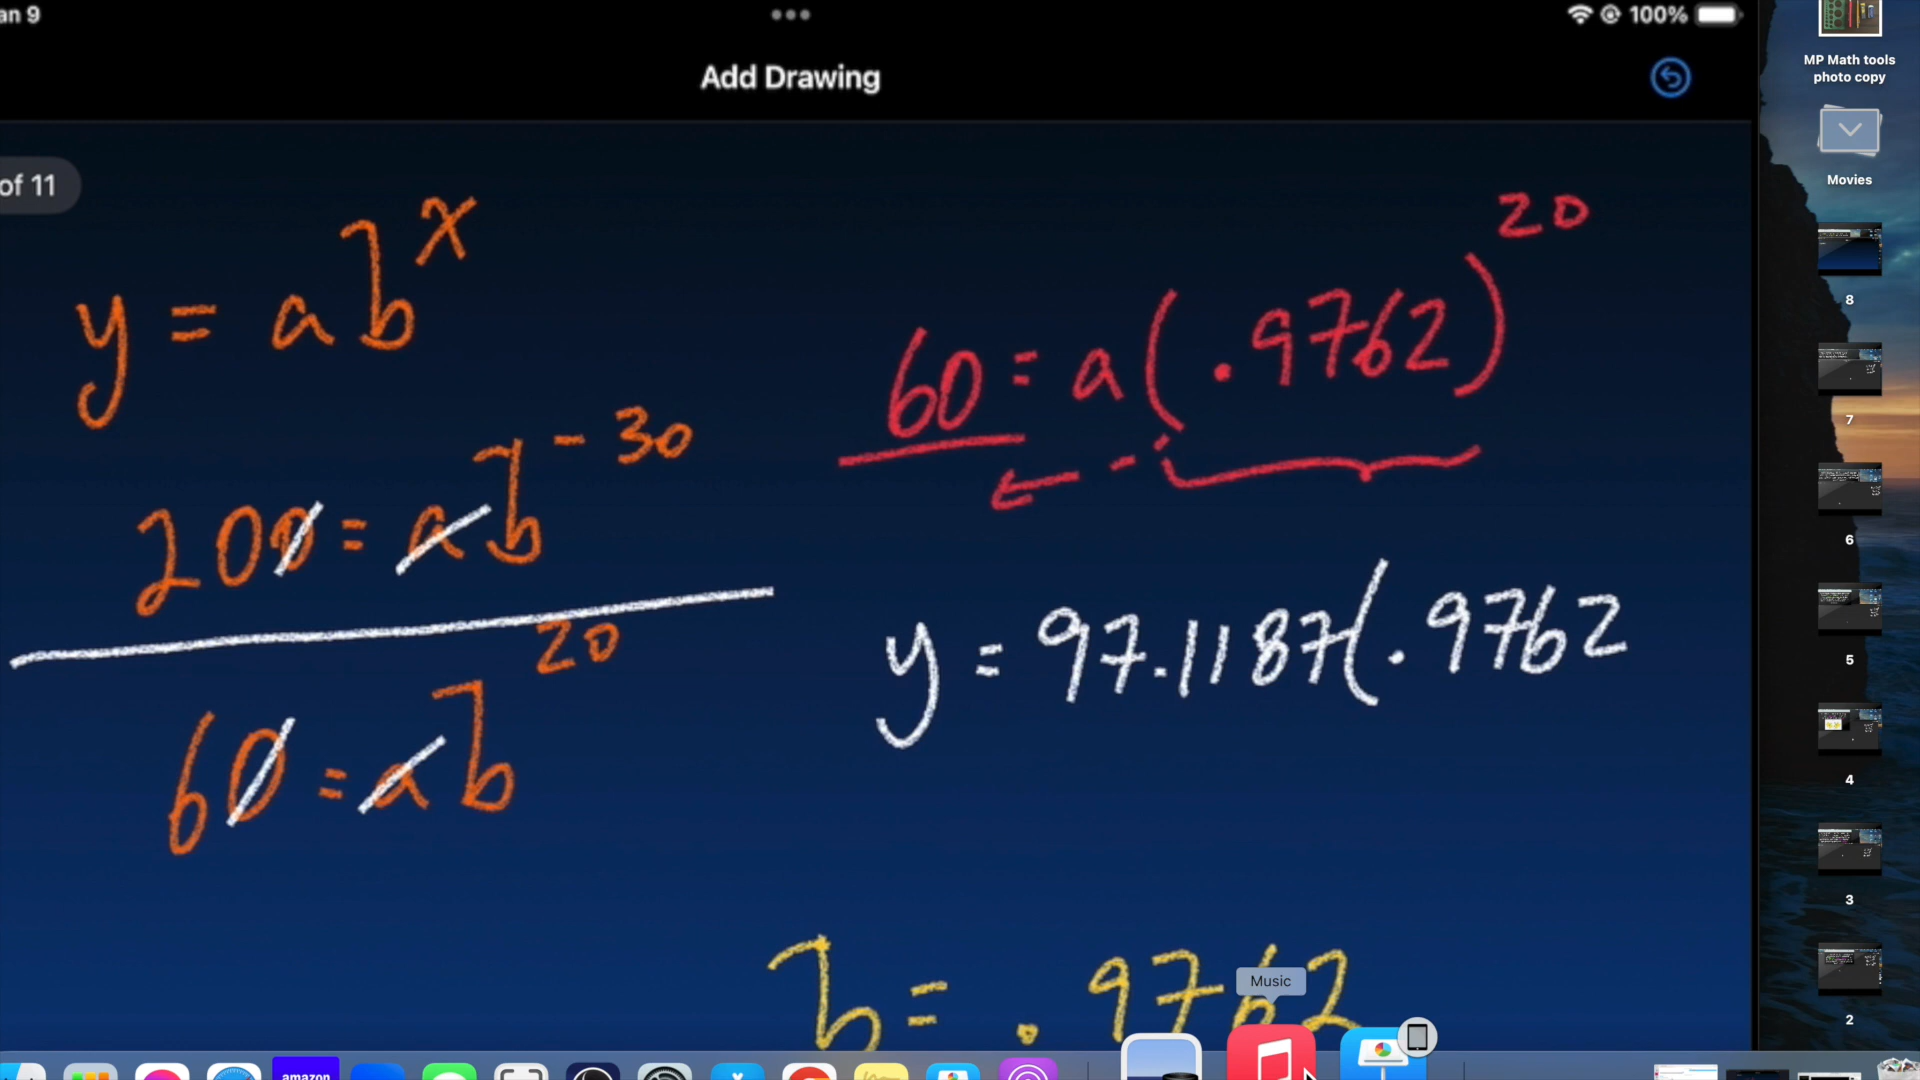 an 9
100%
Add Drawing
of 11
y = ab^x
200 = ab^-30
60 = ab^20
60 = a(.9762)^20
y = 97.1187(.9762
b = .9762
Music
amazon
MP Math tools
photo copy
Movies
8
7
6
5
4
3
2